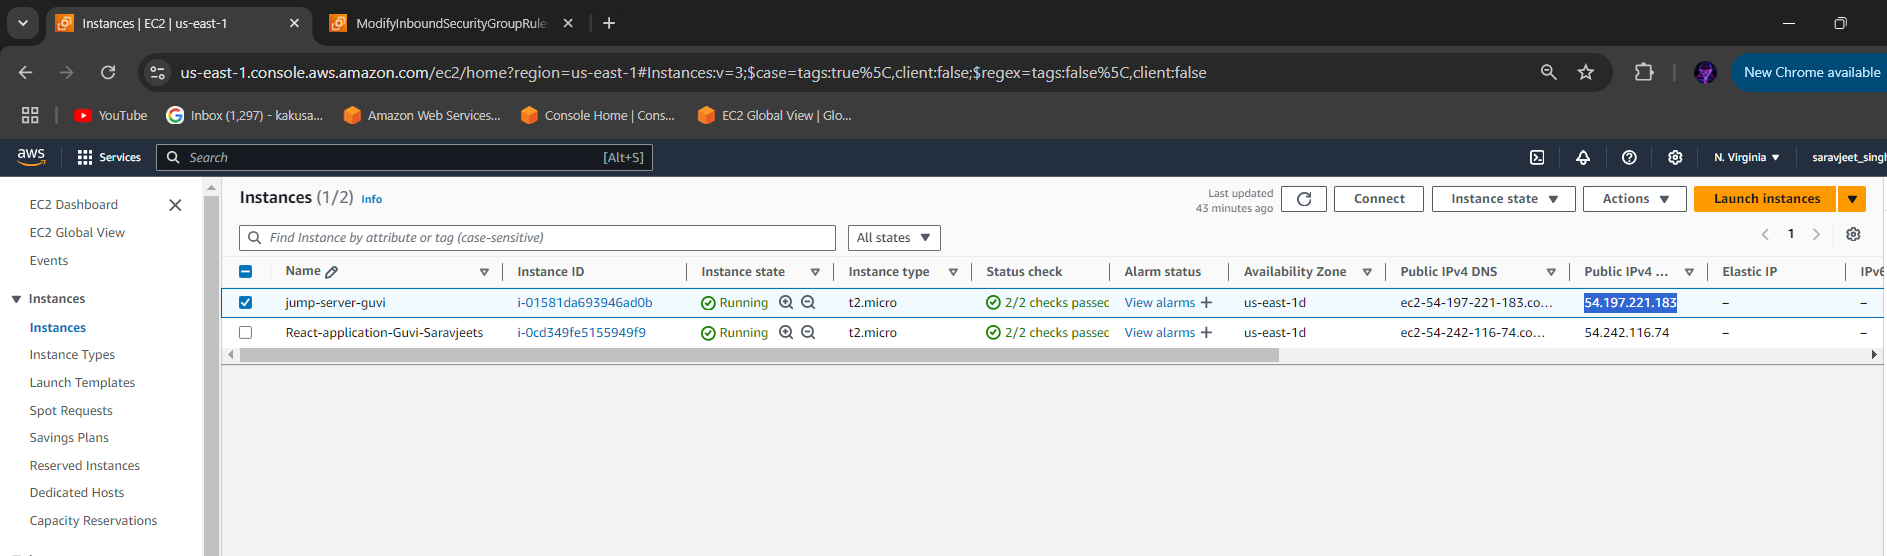 Instances | EC2 | us-east-1
ModifyInboundSecurityGroupRule
us-east-1.console.aws.amazon.com/ec2/home?region=us-east-1#Instances:v=3;$case=tags:true%5C,client:false;$regex=tags:false%5C,client:false
New Chrome available
YouTube
Inbox (1,297) - kakusa...
Amazon Web Services...
Console Home | Cons...
EC2 Global View | Glo...
aws
Services
Search
[Alt+S]
N. Virginia
saravjeet_singh
EC2 Dashboard
EC2 Global View
Events
Instances
Instances
Instance Types
Launch Templates
Spot Requests
Savings Plans
Reserved Instances
Dedicated Hosts
Capacity Reservations
Instances (1/2) Info
Last updated
43 minutes ago
Connect
Instance state
Actions
Launch instances
Find Instance by attribute or tag (case-sensitive)
All states
1
Name Instance ID Instance state Instance type Status check Alarm status Availability Zone Public IPv4 DNS Public IPv4 ... Elastic IP IPv6
jump-server-guvi i-01581da693946ad0b Running t2.micro 2/2 checks passed View alarms + us-east-1d ec2-54-197-221-183.co... 54.197.221.183 – –
React-application-Guvi-Saravjeets i-0cd349fe5155949f9 Running t2.micro 2/2 checks passed View alarms + us-east-1d ec2-54-242-116-74.co... 54.242.116.74 – –